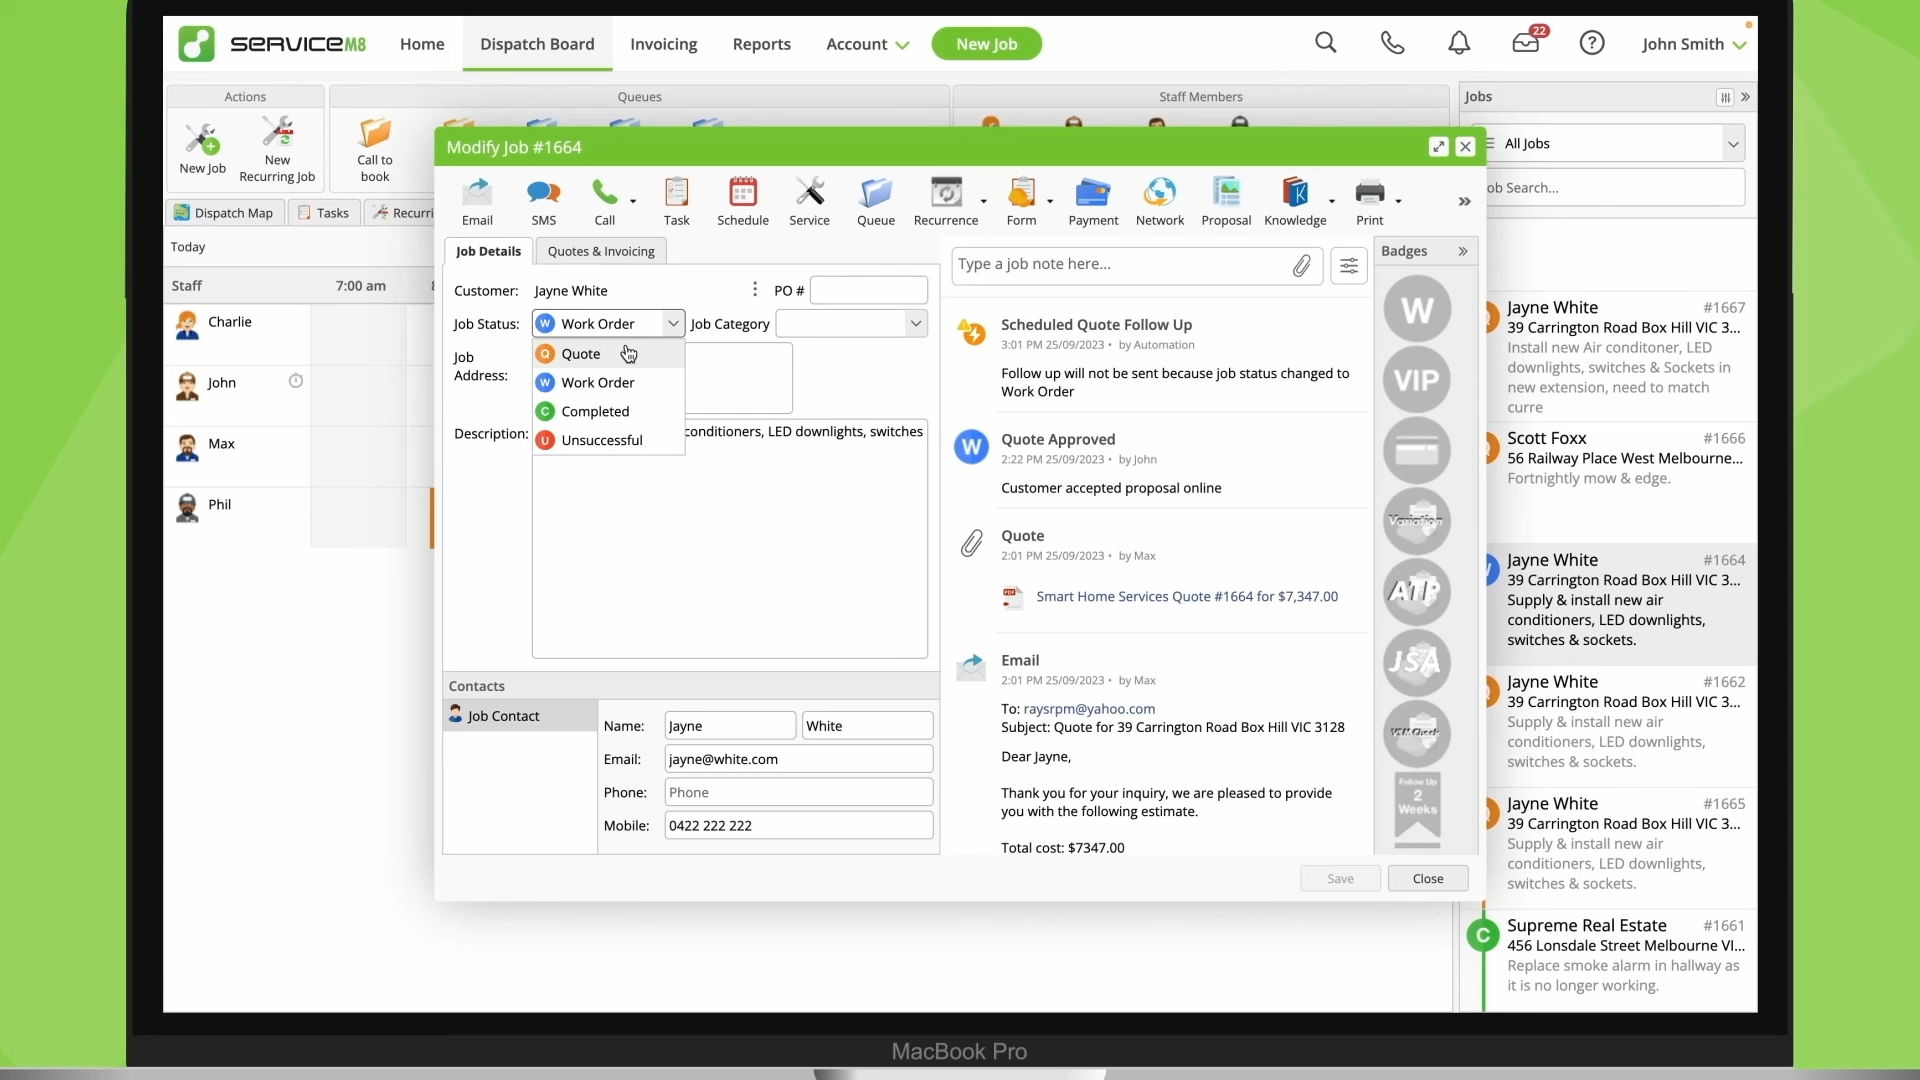 SERVICEM8
Home
Dispatch Board
Invoicing
Reports
Account
New Job
22
John Smith
Actions
Queues
Staff Members
Jobs
New Job
New
Recurring Job
Call to
book
All Jobs
ob Search...
Dispatch Map
Tasks
Recurri
Today
Staff
7:00 am
Charlie
John
Max
Phil
Modify Job #1664
Email
SMS
Call
Task
Schedule
Service
Queue
Recurrence
Form
Payment
Network
Proposal
Knowledge
Print
Job Details
Quotes & Invoicing
Customer:
Jayne White
PO #
Job Status:
W Work Order
Job Category
Q Quote
W Work Order
C Completed
U Unsuccessful
Job
Address:
Description:
conditioners, LED downlights, switches
Contacts
Job Contact
Name:
Jayne
White
Email:
jayne@white.com
Phone:
Phone
Mobile:
0422 222 222
Type a job note here...
Scheduled Quote Follow Up
3:01 PM 25/09/2023 • by Automation
Follow up will not be sent because job status changed to
Work Order
W
Quote Approved
2:22 PM 25/09/2023 • by John
Customer accepted proposal online
Quote
2:01 PM 25/09/2023 • by Max
PDF
Smart Home Services Quote #1664 for $7,347.00
Email
2:01 PM 25/09/2023 • by Max
To: raysrpm@yahoo.com
Subject: Quote for 39 Carrington Road Box Hill VIC 3128
Dear Jayne,
Thank you for your inquiry, we are pleased to provide
you with the following estimate.
Total cost: $7347.00
Badges
W
VIP
Variation
ATP
JSA
Follow Up
2
Weeks
Save
Close
Jayne White #1667
39 Carrington Road Box Hill VIC 3...
Install new Air conditoner, LED
downlights, switches & Sockets in
new extension, need to match
curre
Scott Foxx #1666
56 Railway Place West Melbourne...
Fortnightly mow & edge.
Jayne White #1664
39 Carrington Road Box Hill VIC 3...
Supply & install new air
conditioners, LED downlights,
switches & sockets.
Jayne White #1662
39 Carrington Road Box Hill VIC 3...
Supply & install new air
conditioners, LED downlights,
switches & sockets.
Jayne White #1665
39 Carrington Road Box Hill VIC 3...
Supply & install new air
conditioners, LED downlights,
switches & sockets.
C
Supreme Real Estate #1661
456 Lonsdale Street Melbourne VI...
Replace smoke alarm in hallway as
it is no longer working.
MacBook Pro